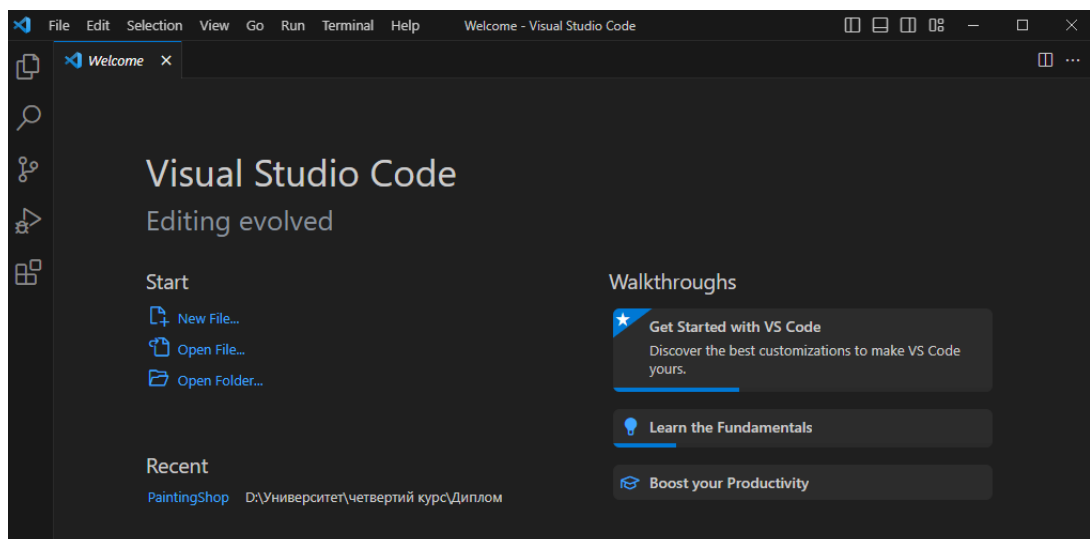 File Edit Selection View Go Run Terminal Help Welcome - Visual Studio Code
Welcome
Visual Studio Code
Editing evolved
Start
New File...
Open File...
Open Folder...
Recent
PaintingShop D:\Университет\четвертий курс\Диплом
Walkthroughs
Get Started with VS Code
Discover the best customizations to make VS Code
yours.
Learn the Fundamentals
Boost your Productivity